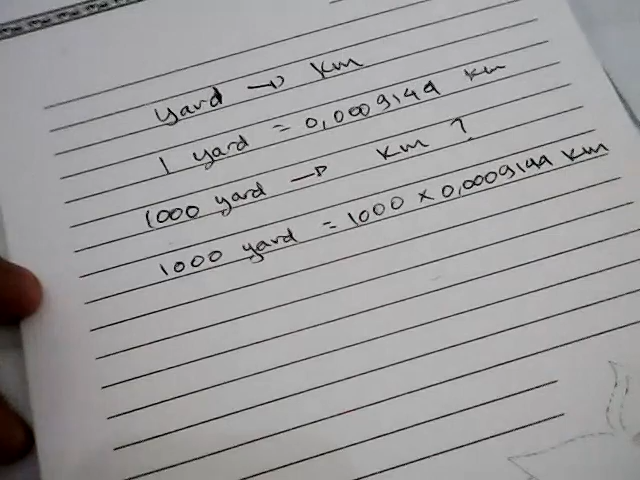 yard → km
1 yard = 0,0009144 km
1000 yard → km ?
1000 yard = 1000 x 0,0009144 km